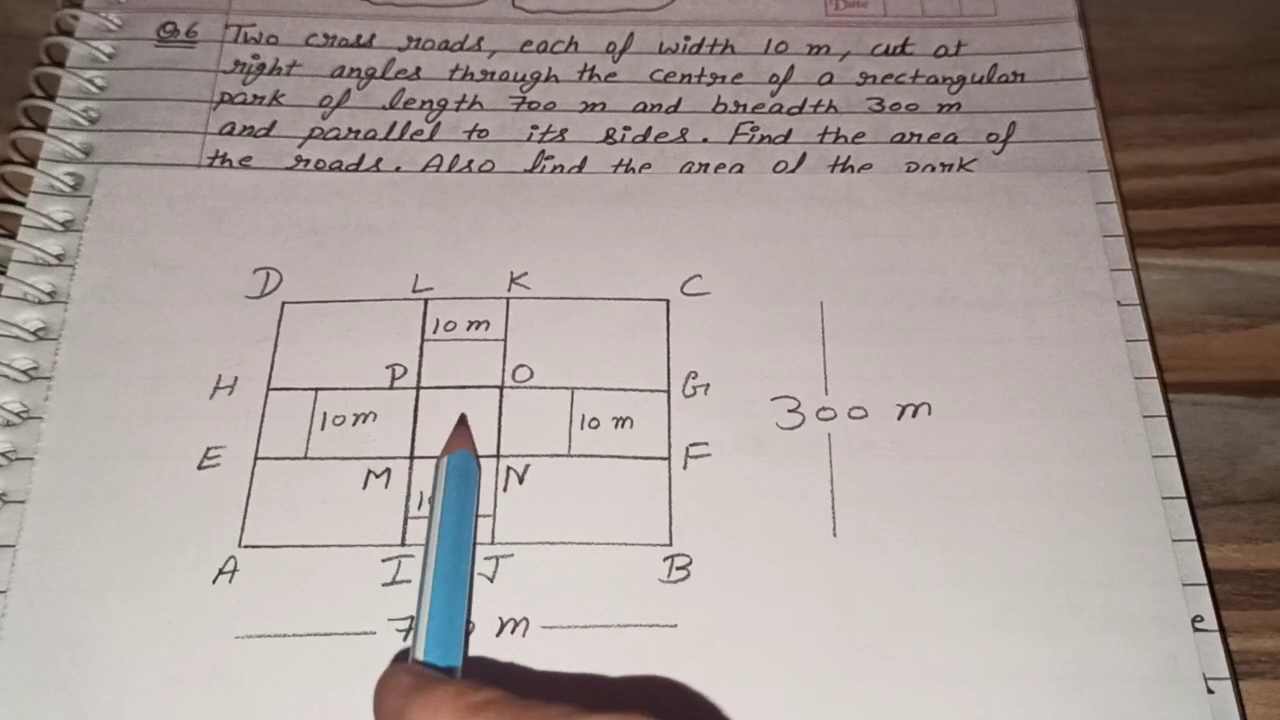 Date
Q6 Two cross roads, each of width 10 m, cut at
right angles through the centre of a rectangular
park of length 700 m and breadth 300 m
and parallel to its sides. Find the area of
the roads. Also find the area of the park
D L K C
10 m
H P O G
10 m 10 m
300 m
E M N F
A I J B
m
e
r